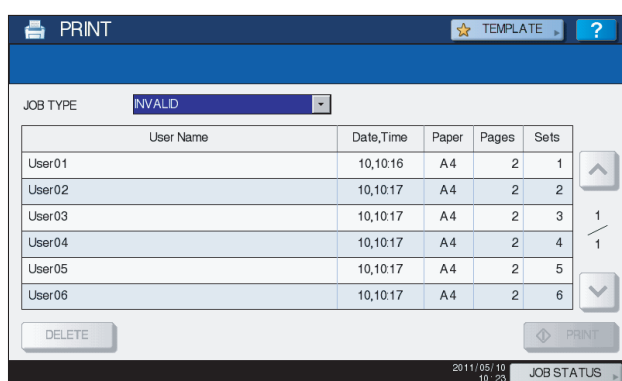 PRINT TEMPLATE ?
JOB TYPE INVALID
User Name Date,Time Paper Pages Sets
User01 10,10:16 A4 2 1
User02 10,10:17 A4 2 2
User03 10,10:17 A4 2 3
1
User04 10,10:17 A4 2 4
1
User05 10,10:17 A4 2 5
User06 10,10:17 A4 2 6
DELETE PRINT
2011/05/10
10:23 JOB STATUS